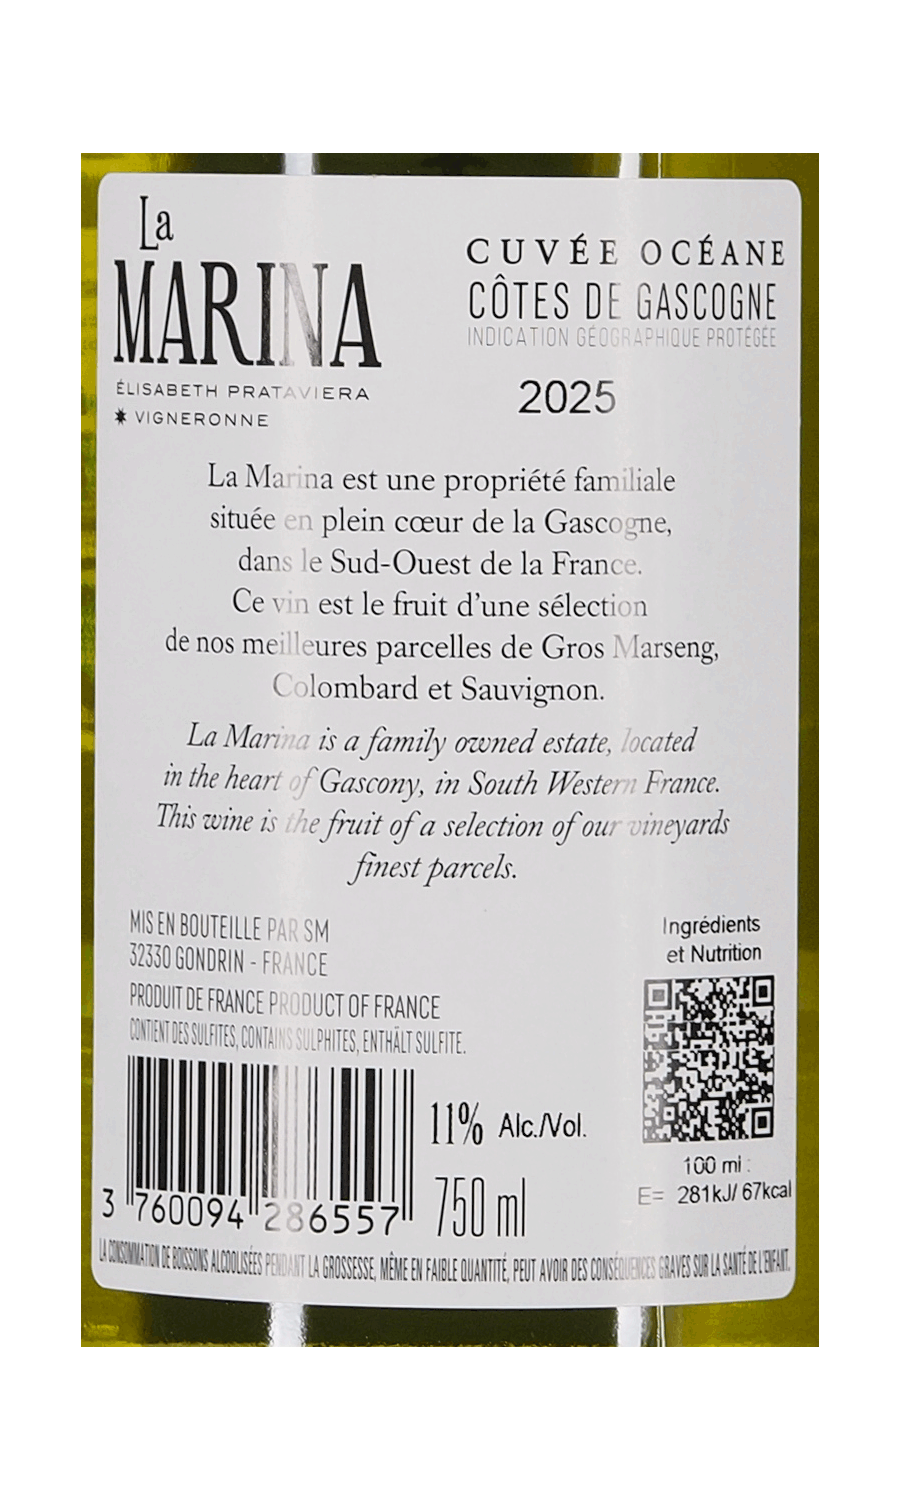 La
MARINA
ÉLISABETH PRATAVIERA
VIGNERONNE
CUVÉE OCÉANE
CÔTES DE GASCOGNE
INDICATION GÉOGRAPHIQUE PROTÉGÉE
2025
La Marina est une propriété familiale
située en plein cœur de la Gascogne,
dans le Sud-Ouest de la France.
Ce vin est le fruit d'une sélection
de nos meilleures parcelles de Gros Marseng,
Colombard et Sauvignon.
La Marina is a family owned estate, located
in the heart of Gascony, in South Western France.
This wine is the fruit of a selection of our vineyards
finest parcels.
MIS EN BOUTEILLE PAR SM
32330 GONDRIN - FRANCE
PRODUIT DE FRANCE PRODUCT OF FRANCE
CONTIENT DES SULFITES, CONTAINS SULPHITES, ENTHÄLT SULFITE.
Ingrédients
et Nutrition
11% Alc./Vol.
750 ml
100 ml :
E= 281kJ/ 67kcal
3 760094 286557
LA CONSOMMATION DE BOISSONS ALCOOLISÉES PENDANT LA GROSSESSE, MÊME EN FAIBLE QUANTITÉ, PEUT AVOIR DES CONSÉQUENCES GRAVES SUR LA SANTÉ DE L'ENFANT.